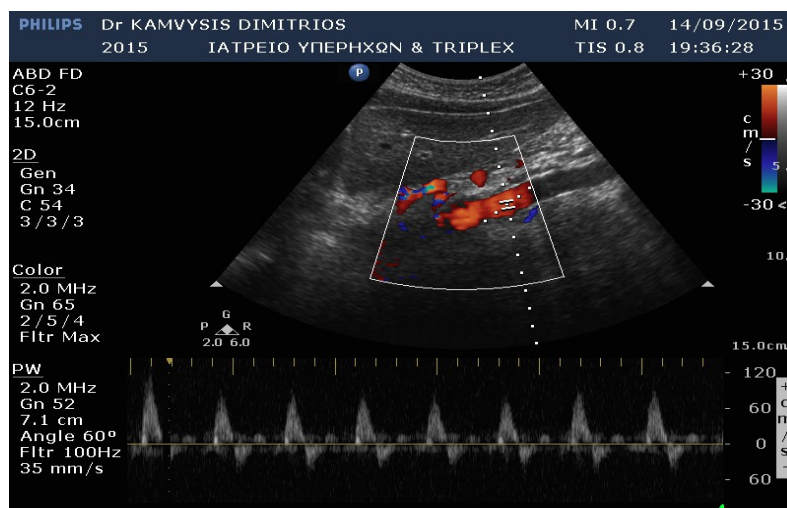 PHILIPS Dr KAMVYSIS DIMITRIOS MI 0.7 14/09/2015
2015 ΙΑΤΡΕΙΟ ΥΠΕΡΗΧΩΝ & TRIPLEX TIS 0.8 19:36:28
ABD FD
C6-2
12 Hz
15.0cm
2D
Gen
Gn 34
C 54
3/3/3
Color
2.0 MHz
Gn 65
2/5/4
Fltr Max
P
+30
c
m
/
s
5
-30 <
10
15.0cm
G
P R
2.0 6.0
PW
2.0 MHz
Gn 52
7.1 cm
Angle 60º
Fltr 100Hz
35 mm/s
120
60
0
60